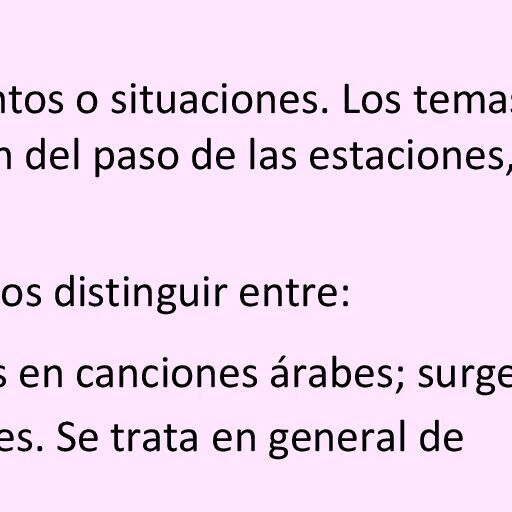 ntos o situaciones. Los temas
n del paso de las estaciones,
os distinguir entre:
s en canciones árabes; surge
es. Se trata en general de